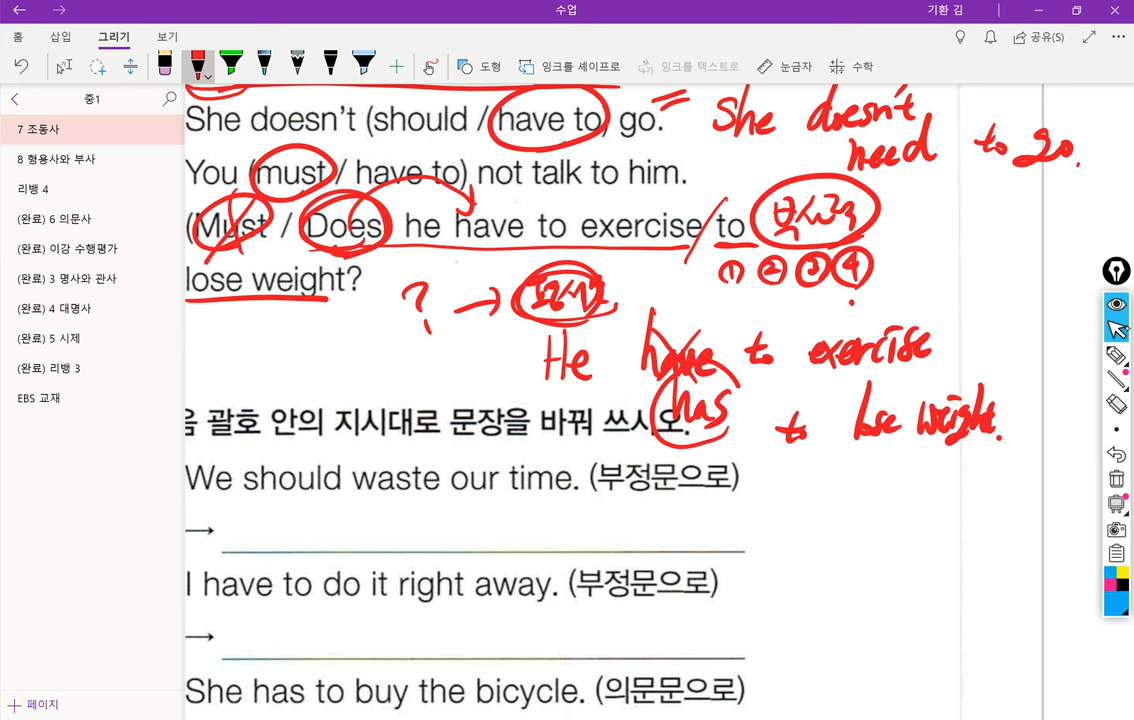 수업
기환 김
홈 삽입 그리기 보기
공유(S)
도형 잉크를 셰이프로 잉크를 텍스트로 눈금자 수학
중1
7 조동사
8 형용사와 부사
리뱅 4
(완료) 6 의문사
(완료) 이강 수행평가
(완료) 3 명사와 관사
(완료) 4 대명사
(완료) 5 시제
(완료) 리뱅 3
EBS 교재
페이지
She doesn't (should / have to) go. = She doesn't
need to go.
You (must / have to) not talk to him.
(Must / Does he have to exercise / to
① ② ③ ④
lose weight?
? →
He have to exercise
has to lose weight.
음 괄호 안의 지시대로 문장을 바꿔 쓰시오.
We should waste our time. (부정문으로)
→
I have to do it right away. (부정문으로)
→
She has to buy the bicycle. (의문문으로)